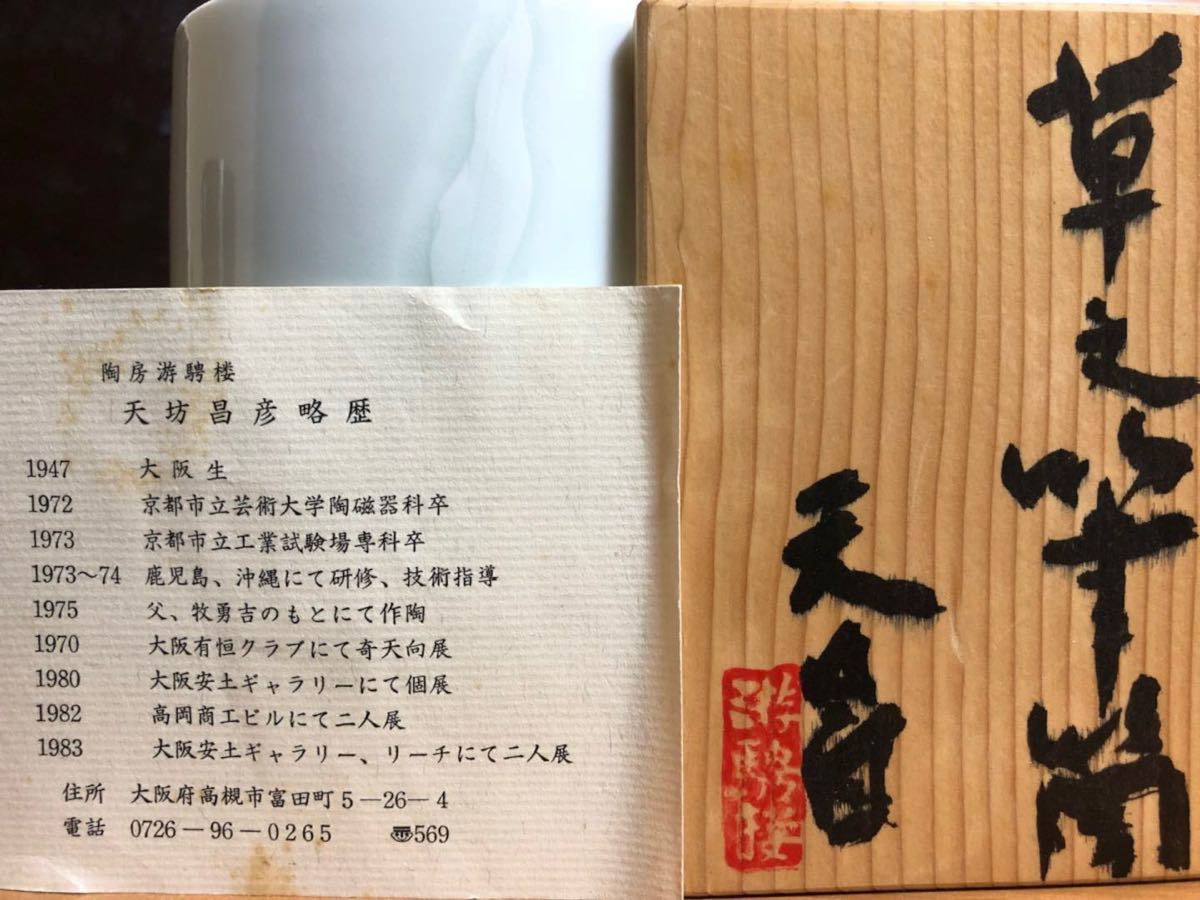 陶房游騁楼
天坊昌彦略歴
1947 大阪生
1972 京都市立芸術大学陶磁器科卒
1973 京都市立工業試験場専科卒
1973〜74 鹿児島、沖縄にて研修、技術指導
1975 父、牧勇吉のもとにて作陶
1970 大阪有恒クラブにて奇天向展
1980 大阪安土ギャラリーにて個展
1982 高岡商工ビルにて二人展
1983 大阪安土ギャラリー、リーチにて二人展
住所 大阪府高槻市富田町5―26―4
電話 0726―96―0265 〠569
草之
筒
天
游騁楼